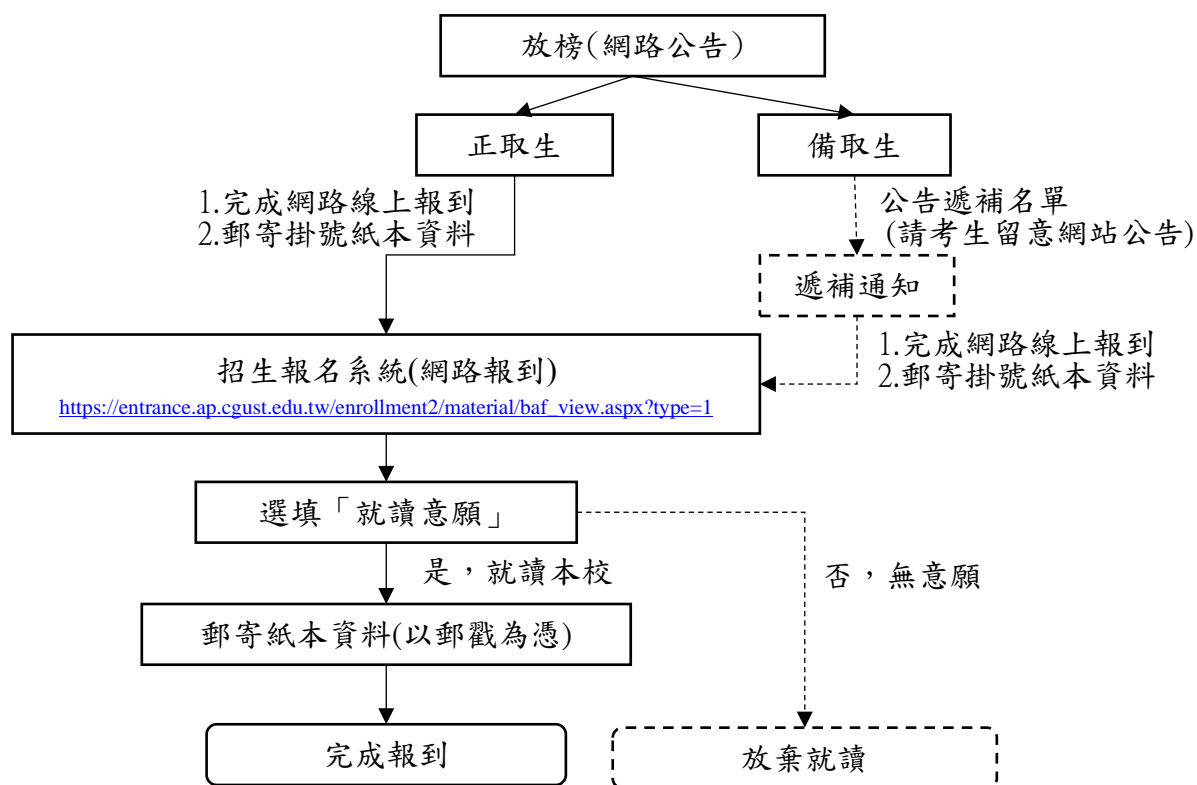 放榜(網路公告)
正取生
備取生
1.完成網路線上報到
2.郵寄掛號紙本資料
公告遞補名單
(請考生留意網站公告)
遞補通知
1.完成網路線上報到
2.郵寄掛號紙本資料
招生報名系統(網路報到)
https://entrance.ap.cgust.edu.tw/enrollment2/material/baf_view.aspx?type=1
選填「就讀意願」
是，就讀本校
否，無意願
郵寄紙本資料(以郵戳為憑)
完成報到
放棄就讀